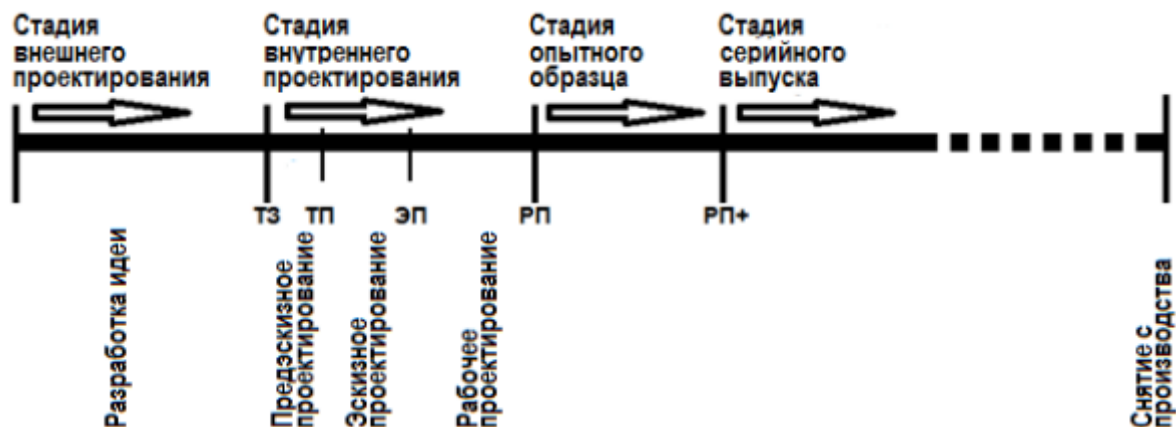 Стадия
внешнего
проектирования
Стадия
внутреннего
проектирования
Стадия
опытного
образца
Стадия
серийного
выпуска
ТЗ
ТП
ЭП
РП
РП+
Разработка идеи
Предэскизное
проектирование
Эскизное
проектирование
Рабочее
проектирование
Снятие с
производства